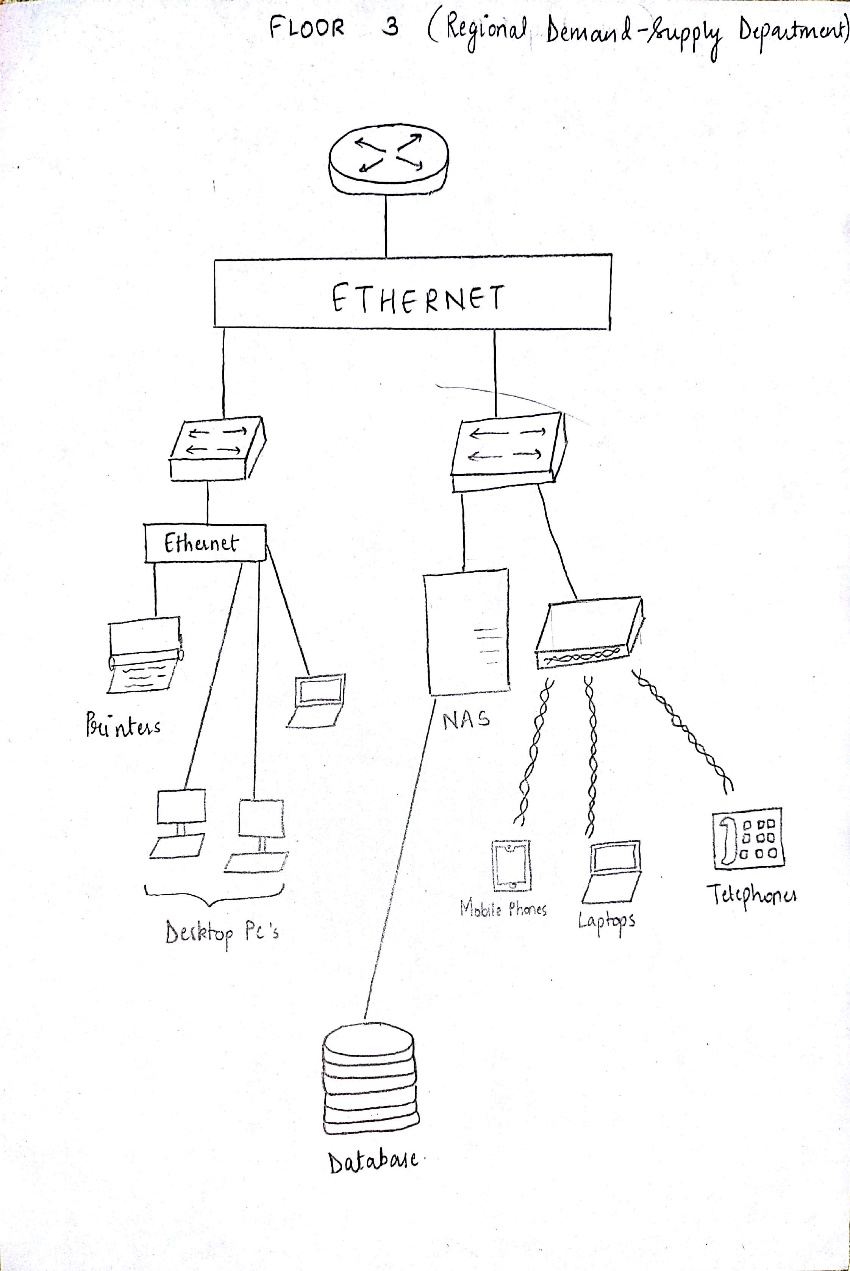 FLOOR 3 (Regional Demand-Supply Department)
ETHERNET
Ethernet
Printers
NAS
Mobile Phones
Laptops
Telephones
Desktop Pc's
Database.